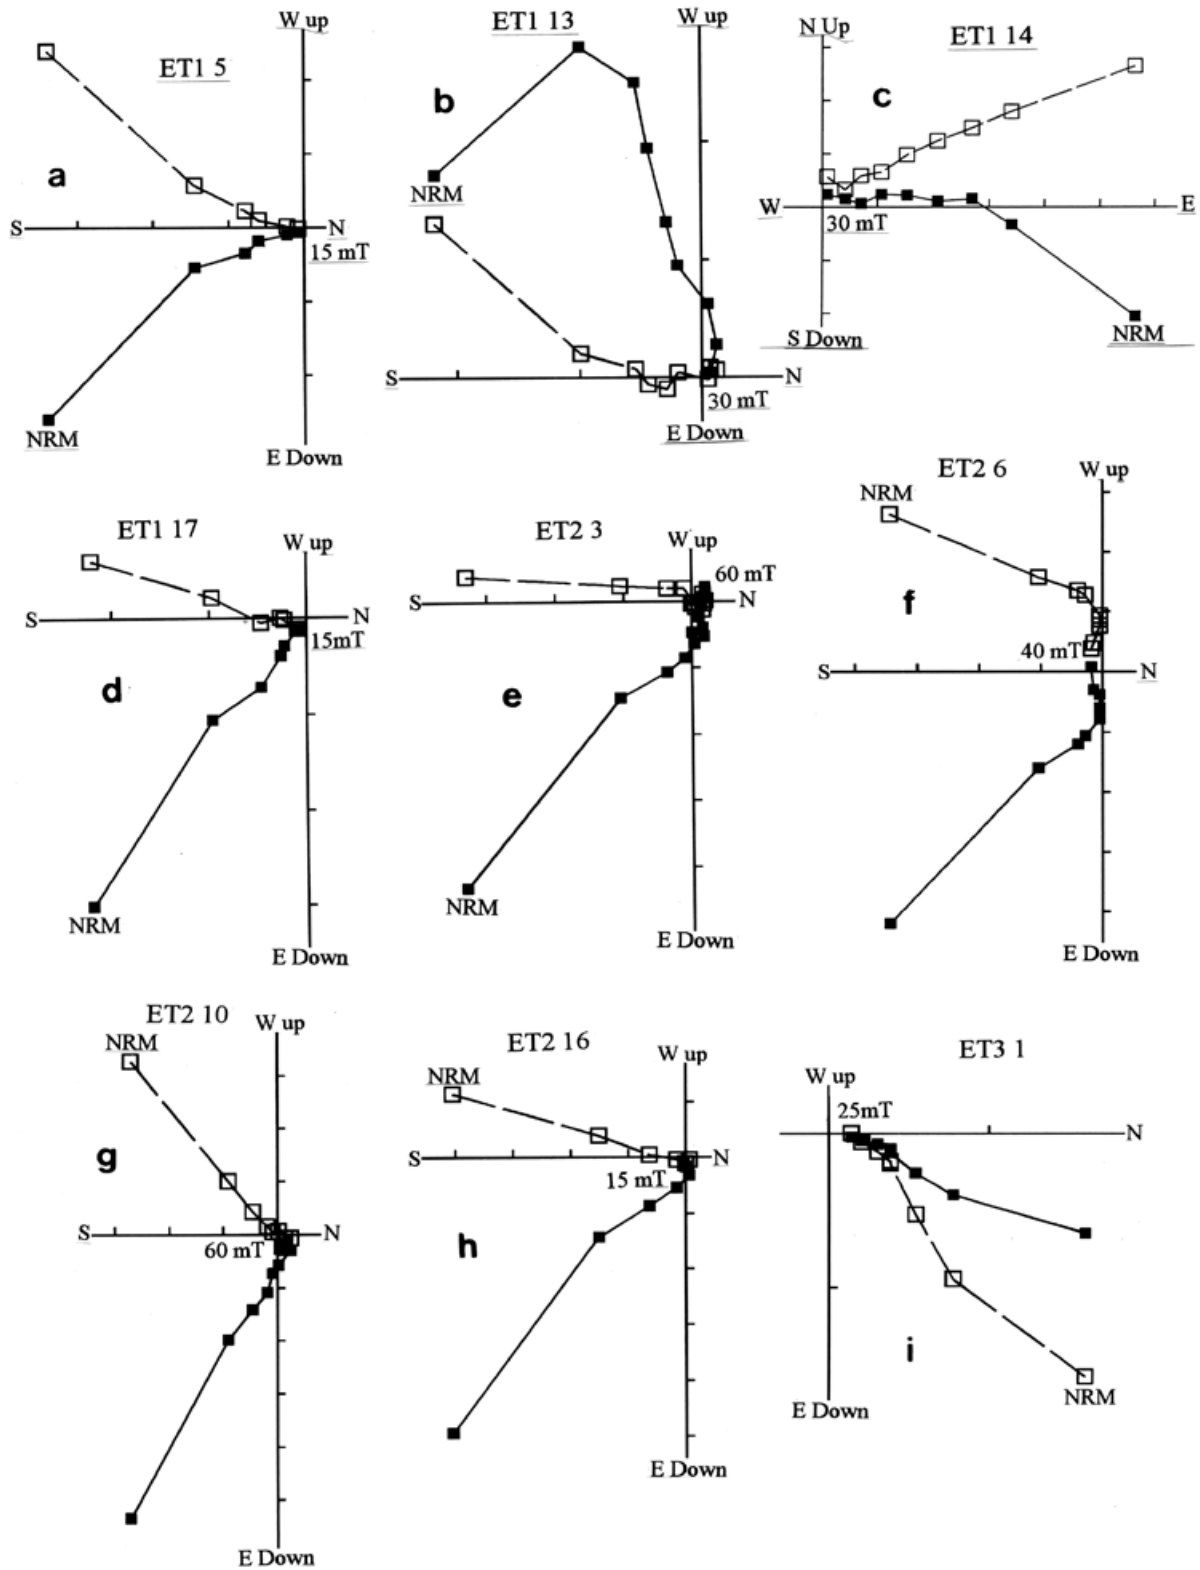 ET1 5
W up
a
S
N
15 mT
NRM
E Down
ET1 13
W up
b
NRM
S
N
30 mT
E Down
ET1 14
N Up
c
W
E
30 mT
S Down
NRM
ET1 17
W up
S
N
15mT
d
NRM
E Down
ET2 3
W up
60 mT
S
N
e
NRM
E Down
ET2 6
W up
NRM
f
40 mT
S
N
E Down
ET2 10
W up
NRM
g
S
N
60 mT
E Down
ET2 16
W up
NRM
S
N
15 mT
h
E Down
ET3 1
W up
25mT
N
i
NRM
E Down